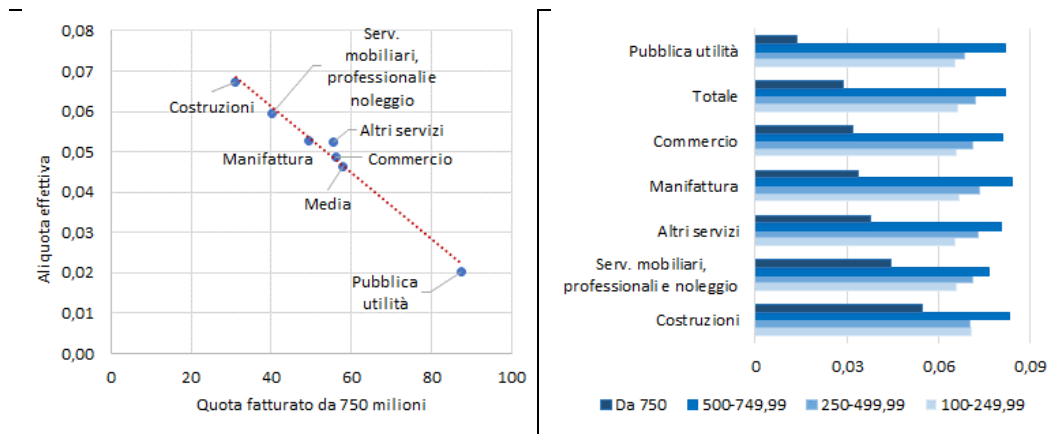 0,08
0,07
0,06
0,05
0,04
0,03
0,02
0,01
0,00
Aliquota effettiva
Serv.
mobiliari,
professionali e
noleggio
Costruzioni
Altri servizi
Manifattura
Commercio
Media
Pubblica
utilità
0 20 40 60 80 100
Quota fatturato da 750 milioni
Pubblica utilità
Totale
Commercio
Manifattura
Altri servizi
Serv. mobiliari,
professionali e noleggio
Costruzioni
0 0,03 0,06 0,09
Da 750 500-749,99 250-499,99 100-249,99